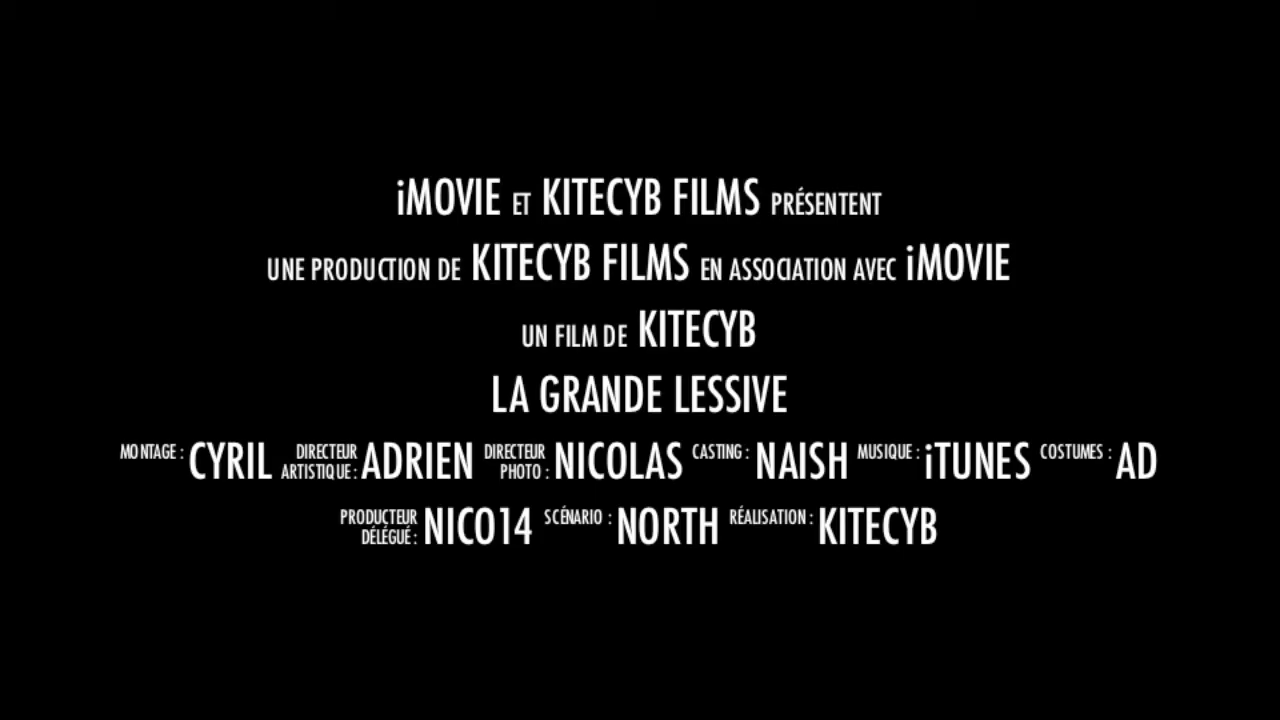 iMOVIE ET KITECYB FILMS PRÉSENTENT
UNE PRODUCTION DE KITECYB FILMS EN ASSOCIATION AVEC iMOVIE
UN FILM DE KITECYB
LA GRANDE LESSIVE
MONTAGE : CYRIL DIRECTEUR ARTISTIQUE : ADRIEN DIRECTEUR PHOTO : NICOLAS CASTING : NAISH MUSIQUE : iTUNES COSTUMES : AD
PRODUCTEUR DÉLÉGUÉ : NICO14 SCÉNARIO : NORTH RÉALISATION : KITECYB